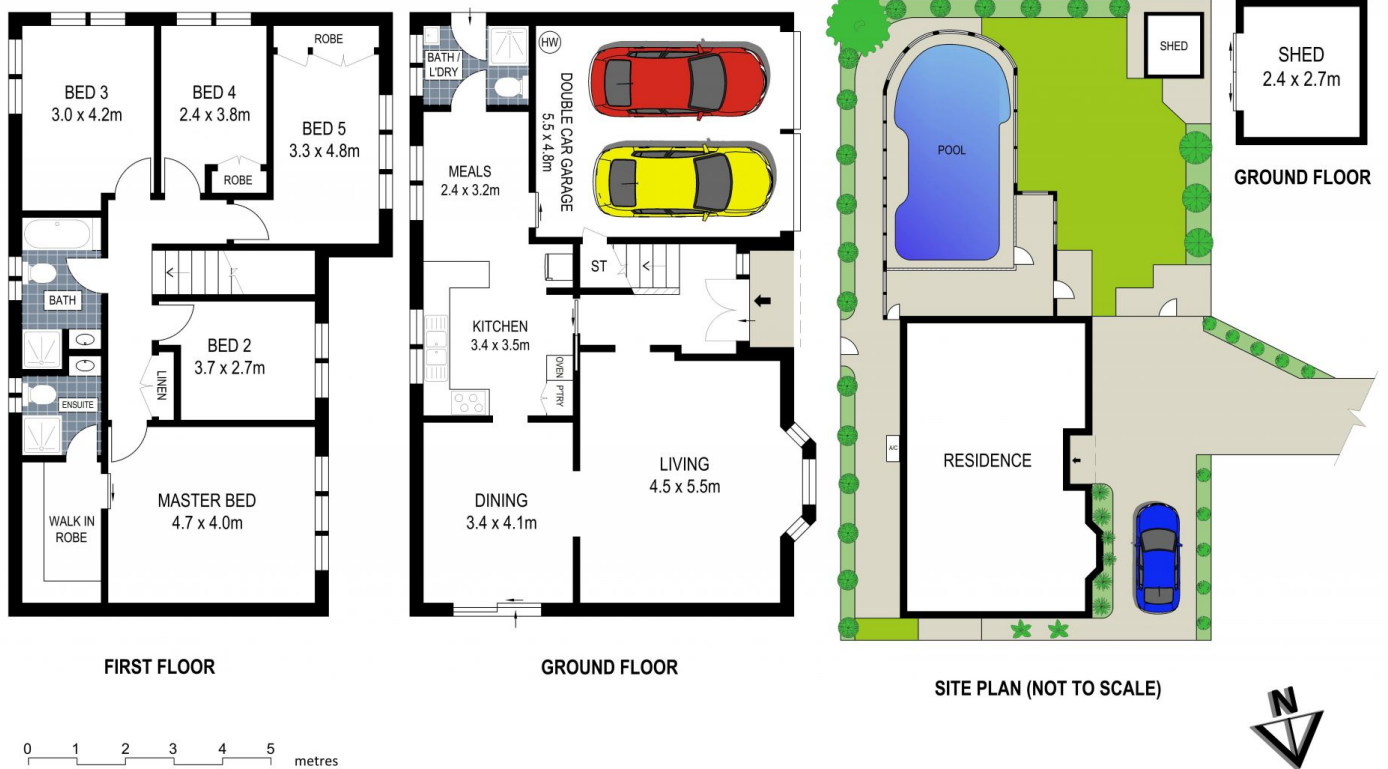 BED 3
3.0 x 4.2m
BED 4
2.4 x 3.8m
ROBE
ROBE
BED 5
3.3 x 4.8m
BATH
BED 2
3.7 x 2.7m
LINEN
ENSUITE
WALK IN
ROBE
MASTER BED
4.7 x 4.0m
FIRST FLOOR
BATH /
L'DRY
HW
DOUBLE CAR GARAGE
5.5 x 4.8m
MEALS
2.4 x 3.2m
ST
KITCHEN
3.4 x 3.5m
OVEN
PTRY
DINING
3.4 x 4.1m
LIVING
4.5 x 5.5m
GROUND FLOOR
SHED
POOL
A/C
RESIDENCE
SITE PLAN (NOT TO SCALE)
SHED
2.4 x 2.7m
GROUND FLOOR
N
0 1 2 3 4 5 metres